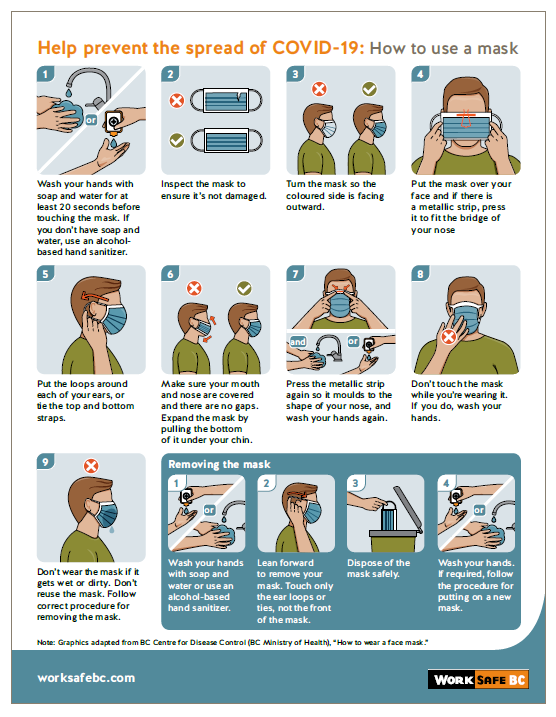 Help prevent the spread of COVID-19: How to use a mask
1
or
Wash your hands with
soap and water for at
least 20 seconds before
touching the mask. If
you don't have soap and
water, use an alcohol-
based hand sanitizer.
2
Inspect the mask to
ensure it's not damaged.
3
Turn the mask so the
coloured side is facing
outward.
4
Put the mask over your
face and if there is
a metallic strip, press
it to fit the bridge of
your nose
5
Put the loops around
each of your ears, or
tie the top and bottom
straps.
6
Make sure your mouth
and nose are covered
and there are no gaps.
Expand the mask by
pulling the bottom
of it under your chin.
7
and
or
Press the metallic strip
again so it moulds to the
shape of your nose, and
wash your hands again.
8
Don't touch the mask
while you're wearing it.
If you do, wash your
hands.
9
Don't wear the mask if it
gets wet or dirty. Don't
reuse the mask. Follow
correct procedure for
removing the mask.
Removing the mask
1
or
Wash your hands
with soap and
water or use an
alcohol-based
hand sanitizer.
2
Lean forward
to remove your
mask. Touch only
the ear loops or
ties, not the front
of the mask.
3
Dispose of the
mask safely.
4
or
Wash your hands.
If required, follow
the procedure for
putting on a new
mask.
Note: Graphics adapted from BC Centre for Disease Control (BC Ministry of Health), "How to wear a face mask."
worksafebc.com
WORK SAFE BC